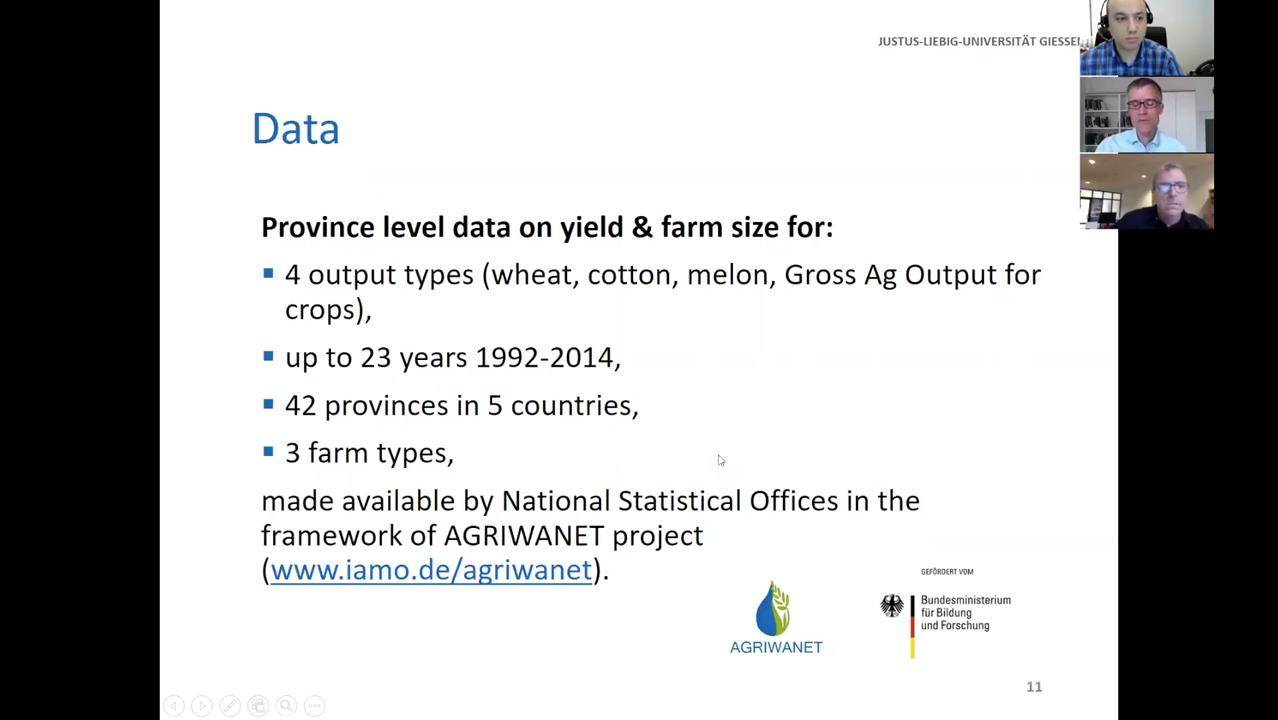 JUSTUS-LIEBIG-UNIVERSITÄT GIESSEN
Data
Province level data on yield & farm size for:
4 output types (wheat, cotton, melon, Gross Ag Output for
crops),
up to 23 years 1992-2014,
42 provinces in 5 countries,
3 farm types,
made available by National Statistical Offices in the
framework of AGRIWANET project
(www.iamo.de/agriwanet).
AGRIWANET
GEFÖRDERT VOM
Bundesministerium
für Bildung
und Forschung
11